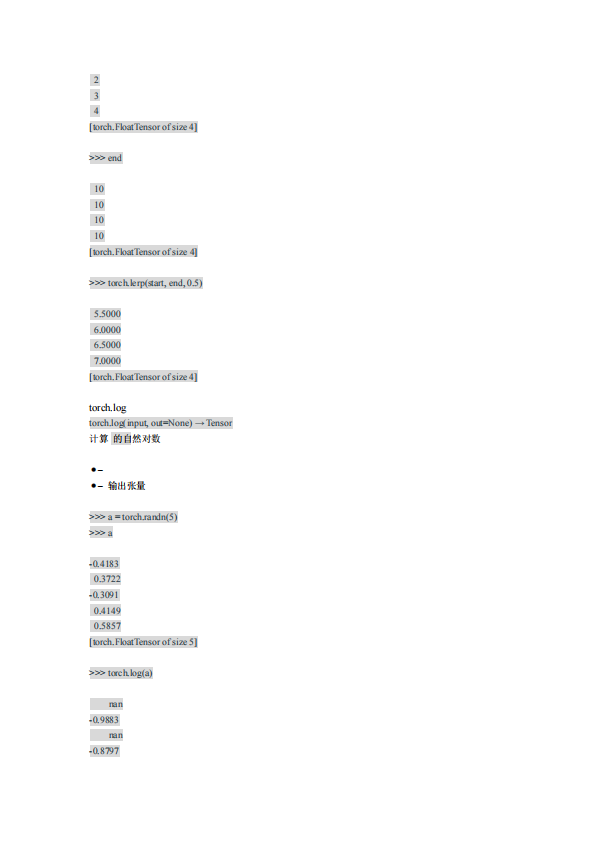 2
3
4
[torch.FloatTensor of size 4]
>>> end
10
10
10
10
[torch.FloatTensor of size 4]
>>> torch.lerp(start, end, 0.5)
5.5000
6.0000
6.5000
7.0000
[torch.FloatTensor of size 4]
torch.log
torch.log(input, out=None) → Tensor
计算 的自然对数
● –
● – 输出张量
>>> a = torch.randn(5)
>>> a
-0.4183
0.3722
-0.3091
0.4149
0.5857
[torch.FloatTensor of size 5]
>>> torch.log(a)
nan
-0.9883
nan
-0.8797